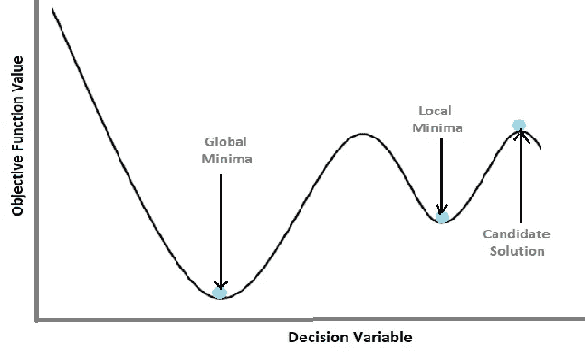 Objective Function Value
Global
Minima
Local
Minima
Candidate
Solution
Decision Variable